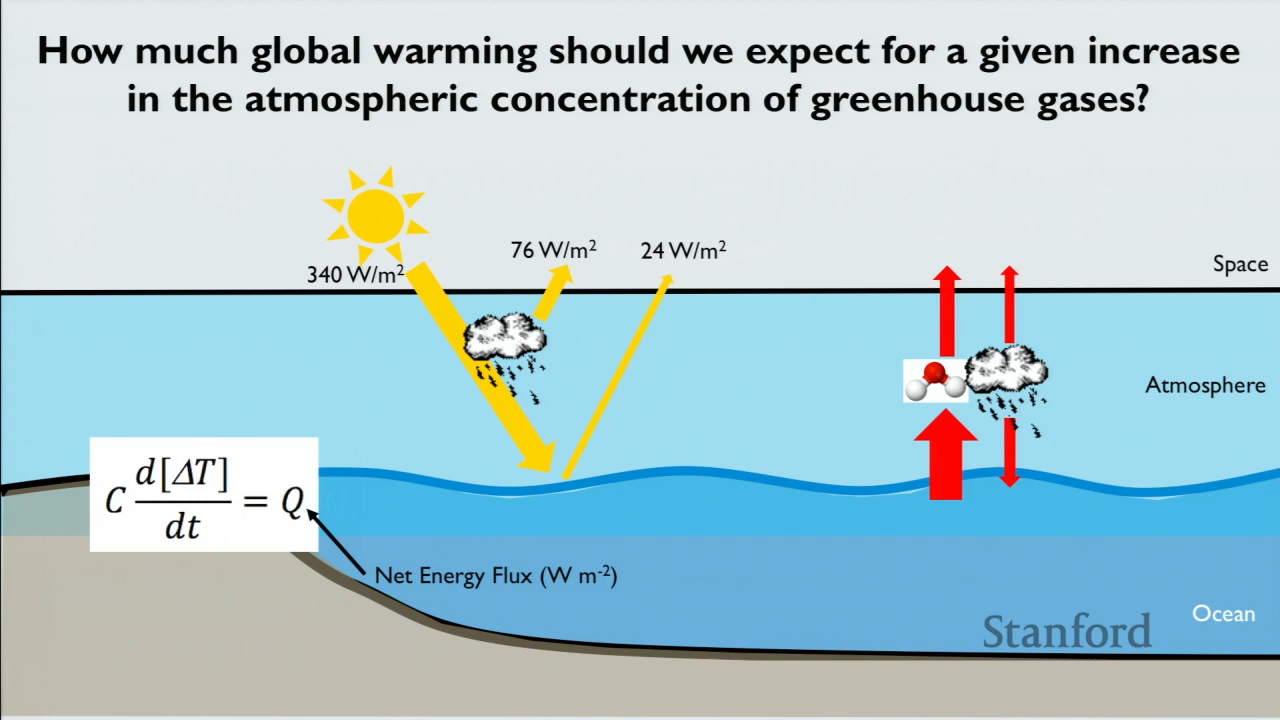 How much global warming should we expect for a given increase
in the atmospheric concentration of greenhouse gases?
76 W/m²
24 W/m²
340 W/m²
Space
Atmosphere
C d[ΔT]/dt = Q
Net Energy Flux (W m⁻²)
Ocean
Stanford